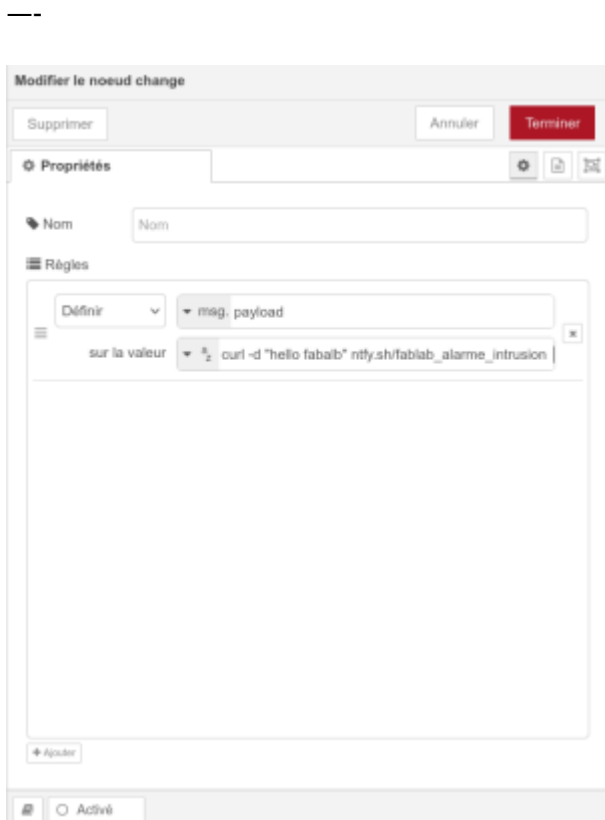 —-
Modifier le noeud change
Supprimer Annuler Terminer
Propriétés
Nom Nom
Règles
Définir msg. payload
sur la valeur a z curl -d "hello fabalb" ntfy.sh/fablab_alarme_intrusion
Ajouter
Activé